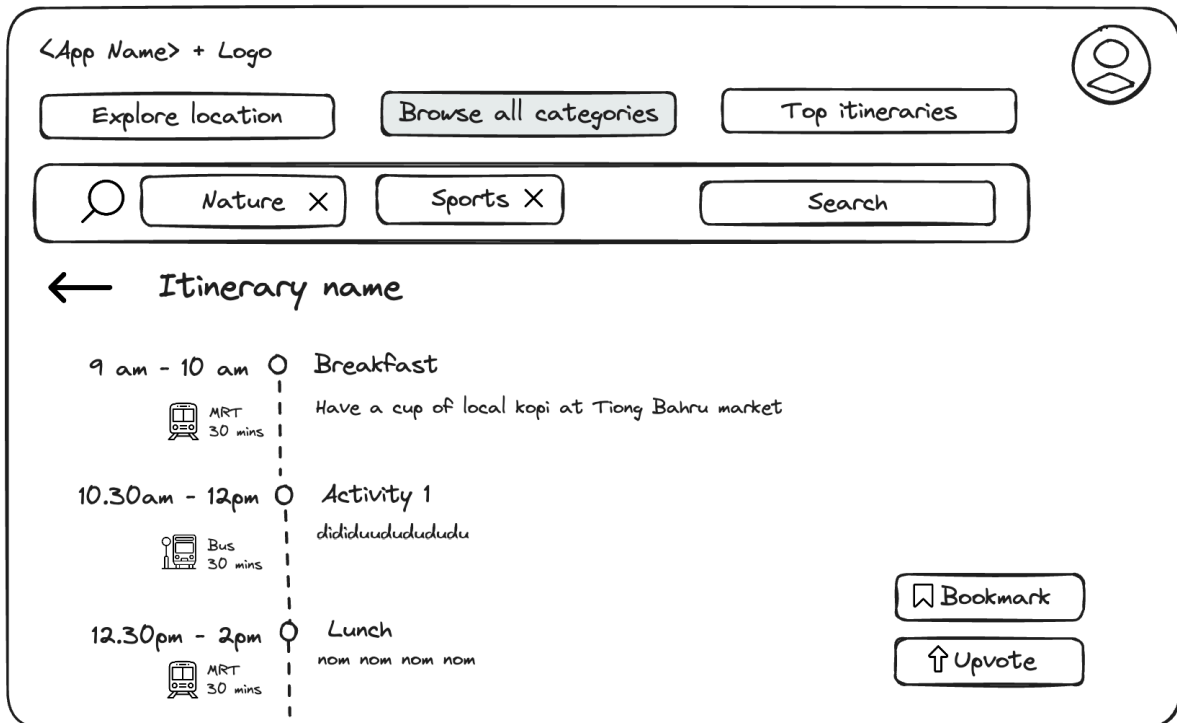 <App Name> + Logo
Explore location
Browse all categories
Top itineraries
Nature X
Sports X
Search
Itinerary name
9 am - 10 am
Breakfast
MRT
30 mins
Have a cup of local kopi at Tiong Bahru market
10.30am - 12pm
Activity 1
Bus
30 mins
dididuudududududu
12.30pm - 2pm
Lunch
MRT
30 mins
nom nom nom nom
Bookmark
Upvote